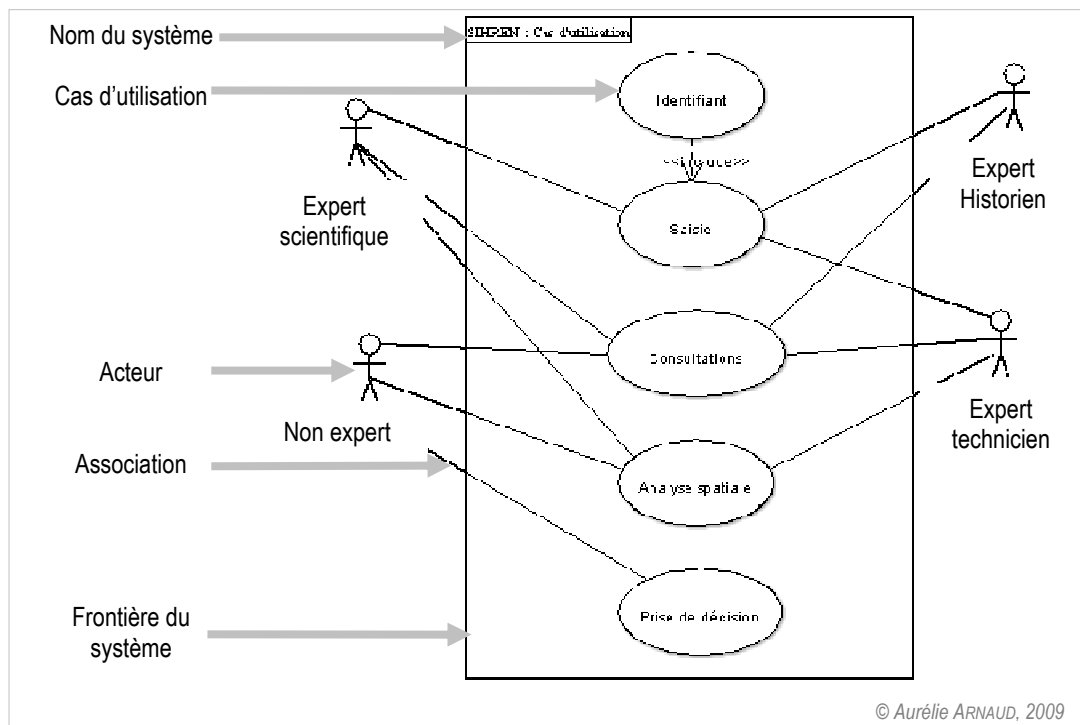 Nom du système
: Cas d'utilisation
Cas d'utilisation
Identifiant
Expert
Historien
Expert
scientifique
Saisie
Consultations
Acteur
Non expert
Expert
technicien
Association
Analyse spatiale
Prise de décision
Frontière du
système
© Aurélie ARNAUD, 2009